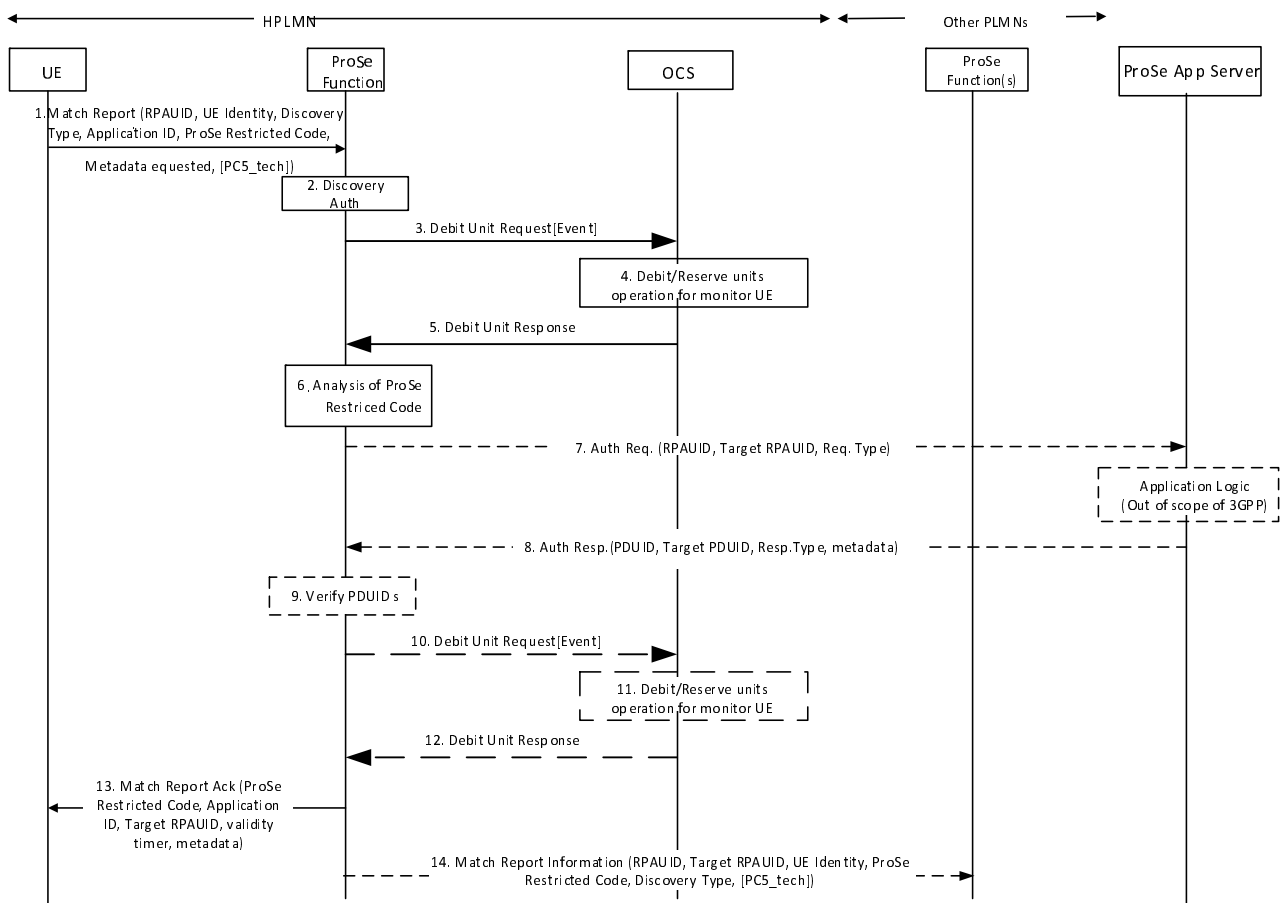 HPLMN
Other PLMNs
UE
ProSe
Function
OCS
ProSe
Function(s)
ProSe App Server
1.Match Report (RPAUID, UE Identity, Discovery
Type, Application ID, ProSe Restricted Code,
Metadata equested, [PC5_tech])
2. Discovery
Auth
3. Debit Unit Request[Event]
4. Debit/Reserve units
operation for monitor UE
5. Debit Unit Response
6. Analysis of ProSe
Restriced Code
7. Auth Req. (RPAUID, Target RPAUID, Req. Type)
Application Logic
(Out of scope of 3GPP)
8. Auth Resp.(PDUID, Target PDUID, Resp.Type, metadata)
9. Verify PDUIDs
10. Debit Unit Request[Event]
11. Debit/Reserve units
operation for monitor UE
12. Debit Unit Response
13. Match Report Ack (ProSe
Restricted Code, Application
ID, Target RPAUID, validity
timer, metadata)
14. Match Report Information (RPAUID, Target RPAUID, UE Identity, ProSe
Restricted Code, Discovery Type, [PC5_tech])